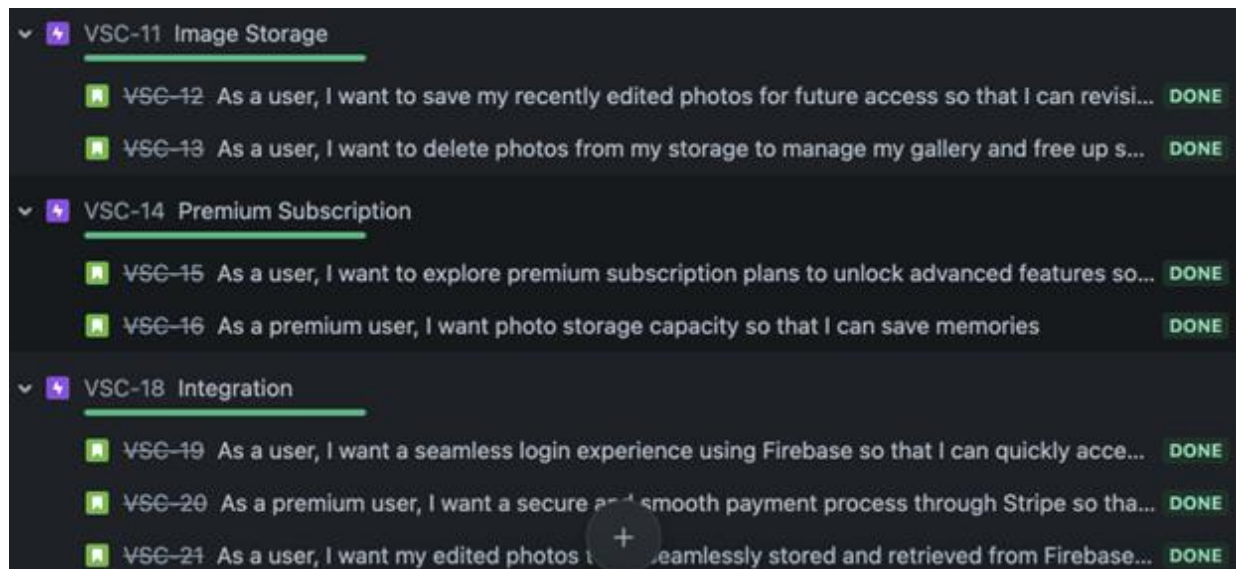 VSC-11 Image Storage
VSC-12 As a user, I want to save my recently edited photos for future access so that I can revisi... DONE
VSC-13 As a user, I want to delete photos from my storage to manage my gallery and free up s... DONE
VSC-14 Premium Subscription
VSC-15 As a user, I want to explore premium subscription plans to unlock advanced features so... DONE
VSC-16 As a premium user, I want photo storage capacity so that I can save memories DONE
VSC-18 Integration
VSC-19 As a user, I want a seamless login experience using Firebase so that I can quickly acce... DONE
VSC-20 As a premium user, I want a secure and smooth payment process through Stripe so tha... DONE
VSC-21 As a user, I want my edited photos seamlessly stored and retrieved from Firebase... DONE